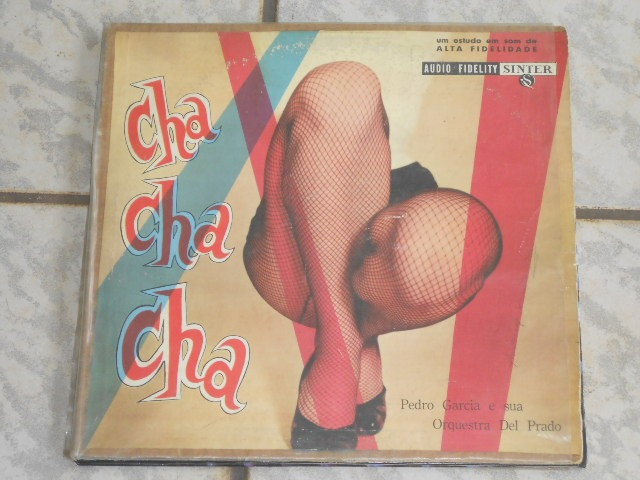 um estudo em som de
ALTA FIDELIDADE
AUDIO FIDELITY SINTER
S
cha
cha
cha
Pedro Garcia e sua
Orquestra Del Prado